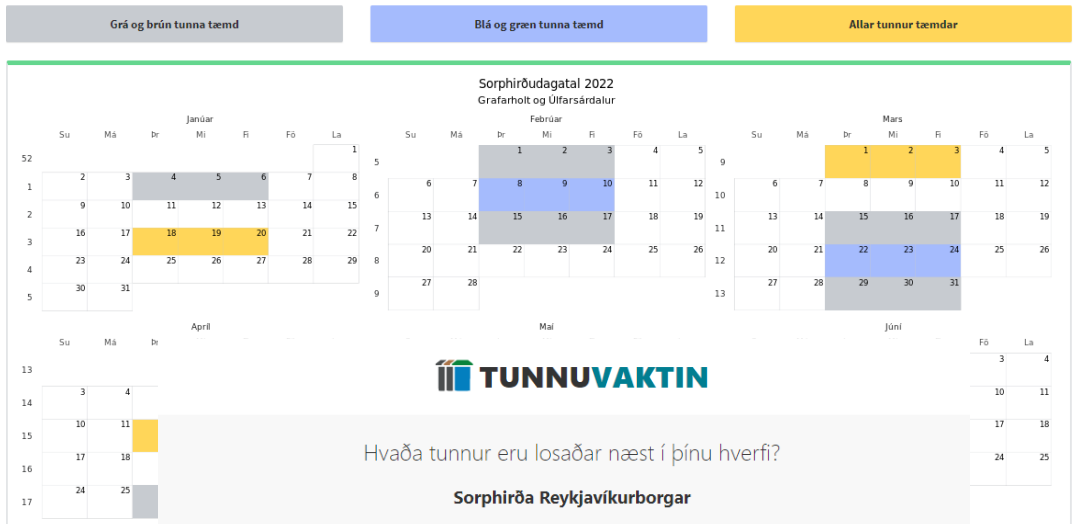 Grá og brún tunna tæmd
Blá og græn tunna tæmd
Allar tunnur tæmdar
Sorphirðudagatal 2022
Grafarholt og Úlfarsárdalur
Janúar
Su Má Þr Mi Fi Fö La
52 1
1 2 3 4 5 6 7 8
2 9 10 11 12 13 14 15
3 16 17 18 19 20 21 22
4 23 24 25 26 27 28 29
5 30 31
Febrúar
Su Má Þr Mi Fi Fö La
5 1 2 3 4 5
6 6 7 8 9 10 11 12
7 13 14 15 16 17 18 19
8 20 21 22 23 24 25 26
9 27 28
Mars
Su Má Þr Mi Fi Fö La
9 1 2 3 4 5
10 6 7 8 9 10 11 12
11 13 14 15 16 17 18 19
12 20 21 22 23 24 25 26
13 27 28 29 30 31
Apríl
Su Má
13
14 3 4
15 10 11
16 17 18
17 24 25
Maí
Júní
Fö La
3 4
10 11
17 18
24 25
TUNNUVAKTIN
Hvaða tunnur eru losaðar næst í þínu hverfi?
Sorphirða Reykjavíkurborgar